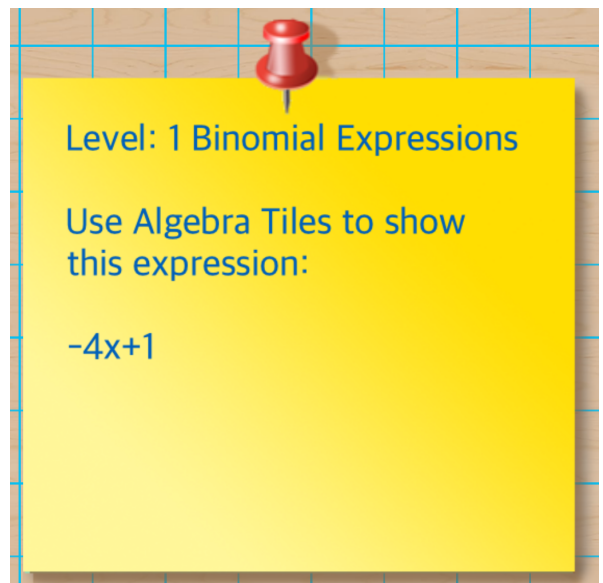 Level: 1 Binomial Expressions
Use Algebra Tiles to show
this expression:
-4x+1